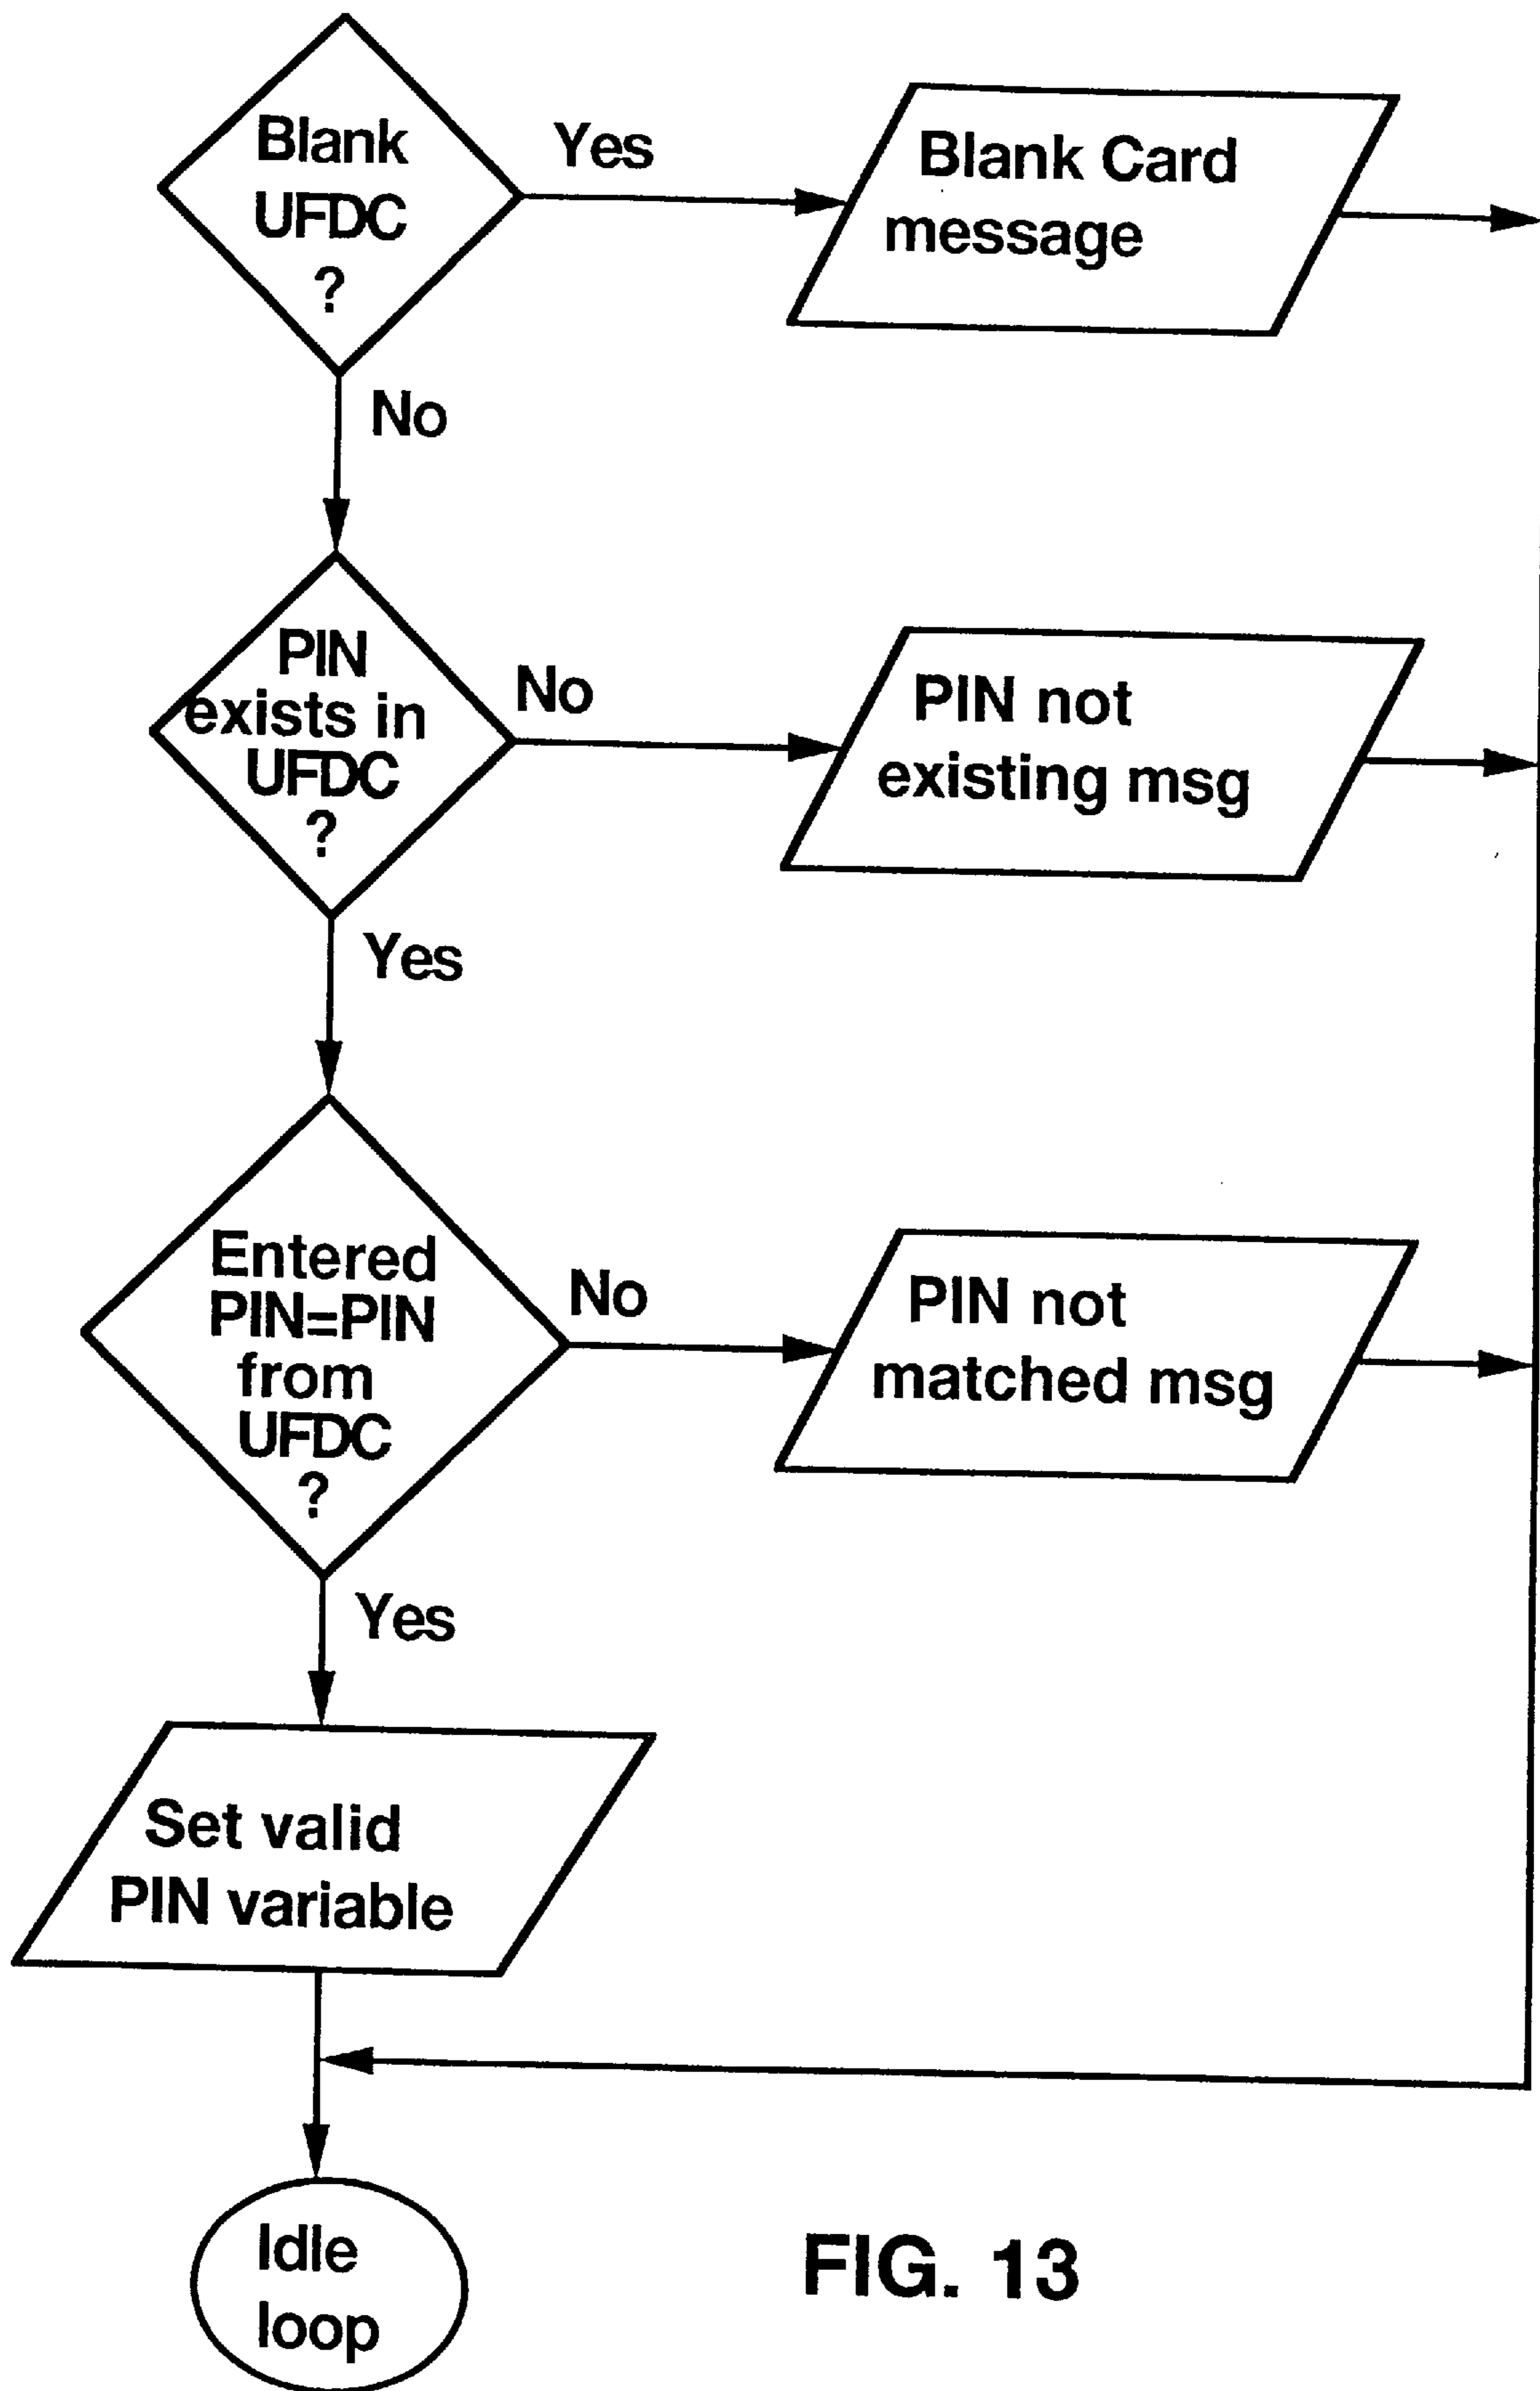 Blank
UFDC
?
Yes
Blank Card
message
No
PIN
exists in
UFDC
?
No
PIN not
existing msg
Yes
Entered
PIN=PIN
from
UFDC
?
No
PIN not
matched msg
Yes
Set valid
PIN variable
Idle
loop
FIG. 13